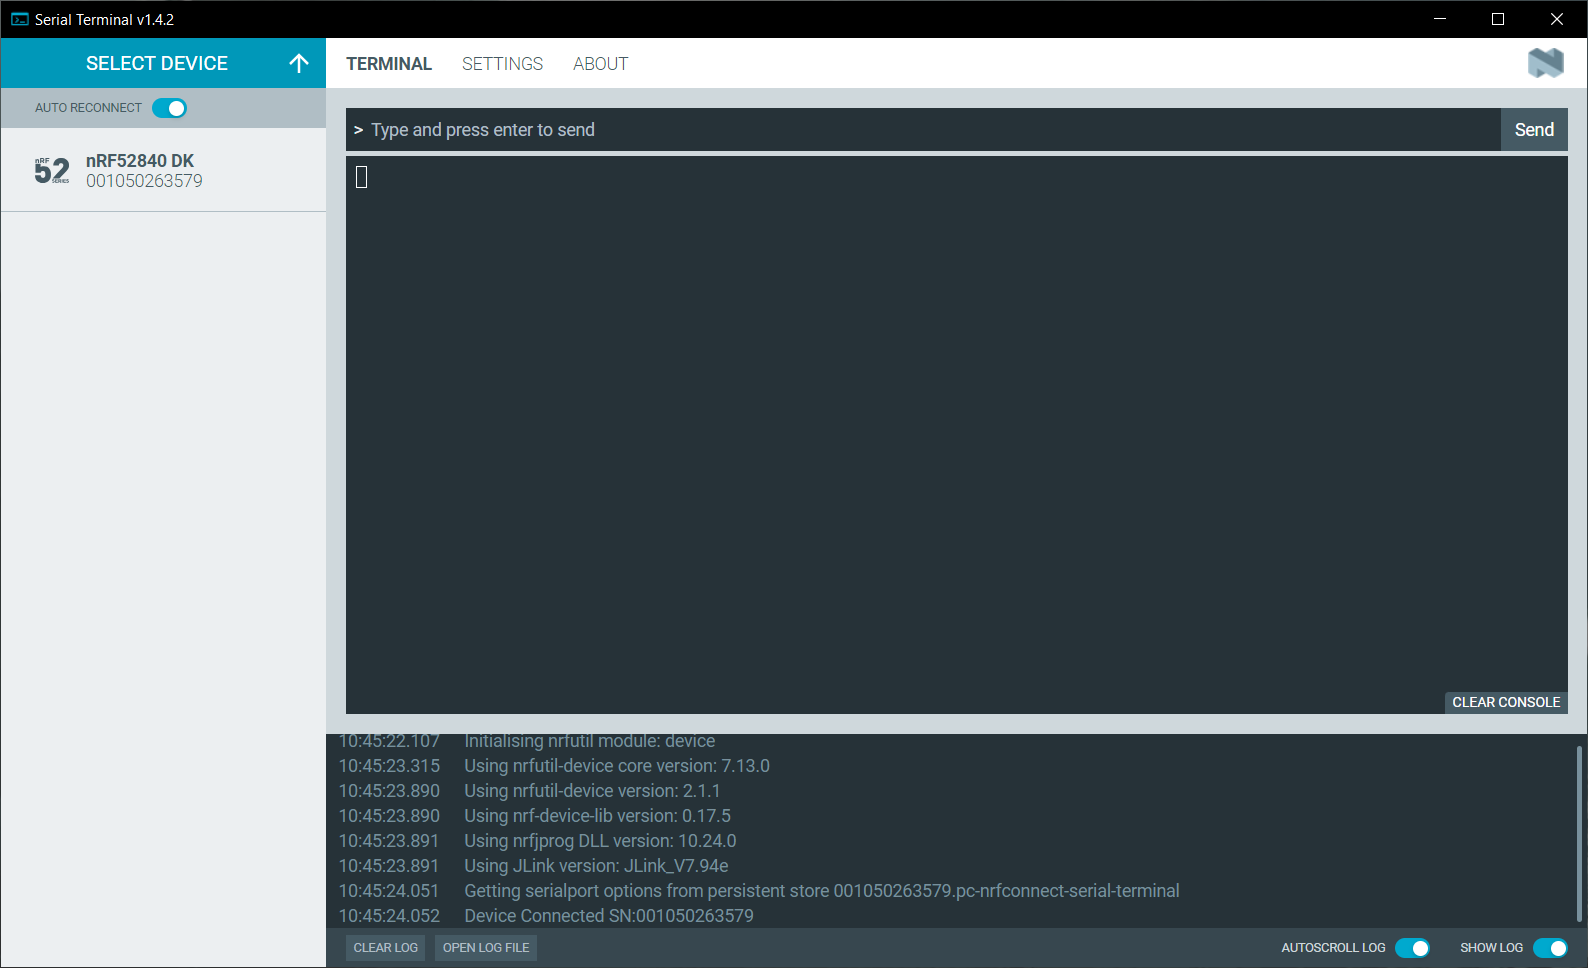 Serial Terminal v1.4.2
SELECT DEVICE
TERMINAL SETTINGS ABOUT
AUTO RECONNECT
> Type and press enter to send
Send
nRF
52
SERIES
nRF52840 DK
001050263579
CLEAR CONSOLE
10:45:22.107 Initialising nrfutil module: device
10:45:23.315 Using nrfutil-device core version: 7.13.0
10:45:23.890 Using nrfutil-device version: 2.1.1
10:45:23.890 Using nrf-device-lib version: 0.17.5
10:45:23.891 Using nrfjprog DLL version: 10.24.0
10:45:23.891 Using JLink version: JLink_V7.94e
10:45:24.051 Getting serialport options from persistent store 001050263579.pc-nrfconnect-serial-terminal
10:45:24.052 Device Connected SN:001050263579
CLEAR LOG OPEN LOG FILE AUTOSCROLL LOG SHOW LOG